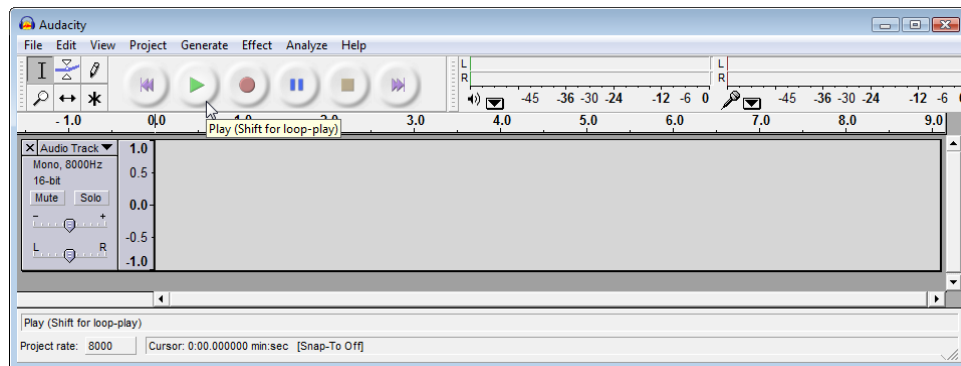 Audacity
File Edit View Project Generate Effect Analyze Help
L
R
-45 -36 -30 -24 -12 -6 0
L
R
-45 -36 -30 -24 -12 -6
- 1.0 0.0 1.0 2.0 3.0 4.0 5.0 6.0 7.0 8.0 9.0
Play (Shift for loop-play)
Audio Track
Mono, 8000Hz
16-bit
Mute Solo
- +
L R
1.0
0.5
0.0
-0.5
-1.0
Play (Shift for loop-play)
Project rate: 8000 Cursor: 0:00.000000 min:sec [Snap-To Off]